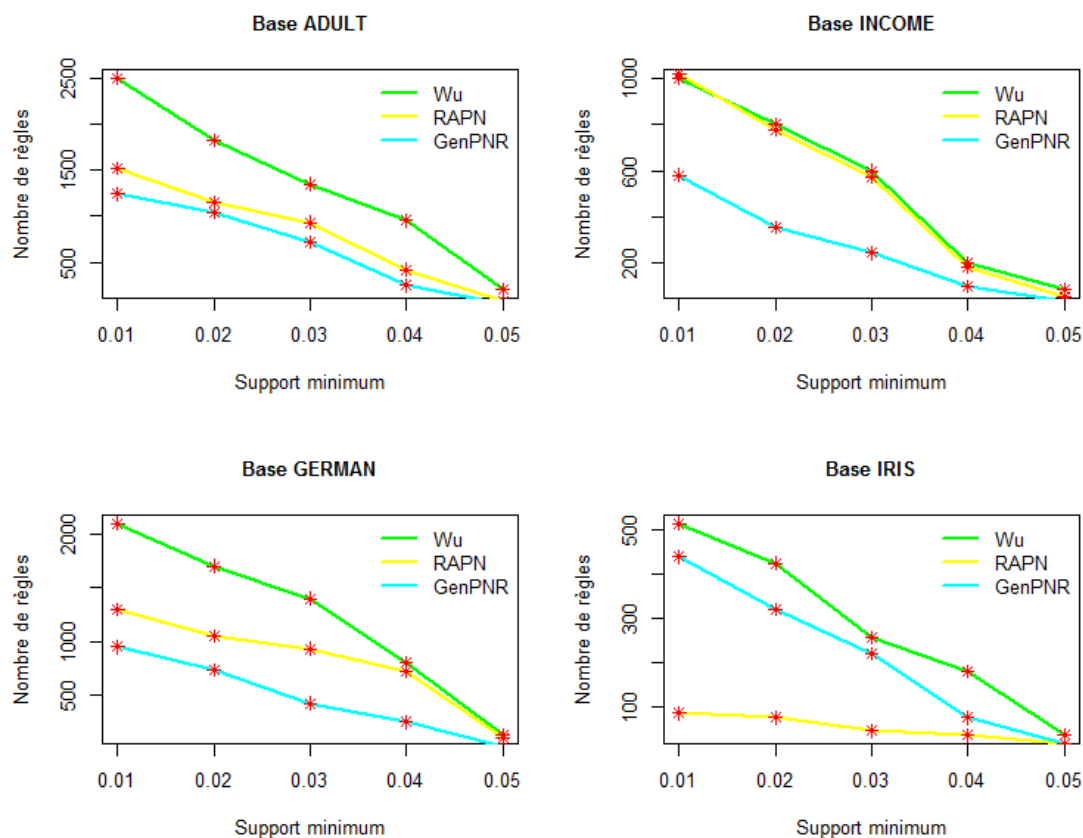 Base ADULT
Nombre de règles
2500
1500
500
Wu
RAPN
GenPNR
0.01 0.02 0.03 0.04 0.05
Support minimum
Base INCOME
Nombre de règles
1000
600
200
Wu
RAPN
GenPNR
0.01 0.02 0.03 0.04 0.05
Support minimum
Base GERMAN
Nombre de règles
2000
1000
500
Wu
RAPN
GenPNR
0.01 0.02 0.03 0.04 0.05
Support minimum
Base IRIS
Nombre de règles
500
300
100
Wu
RAPN
GenPNR
0.01 0.02 0.03 0.04 0.05
Support minimum